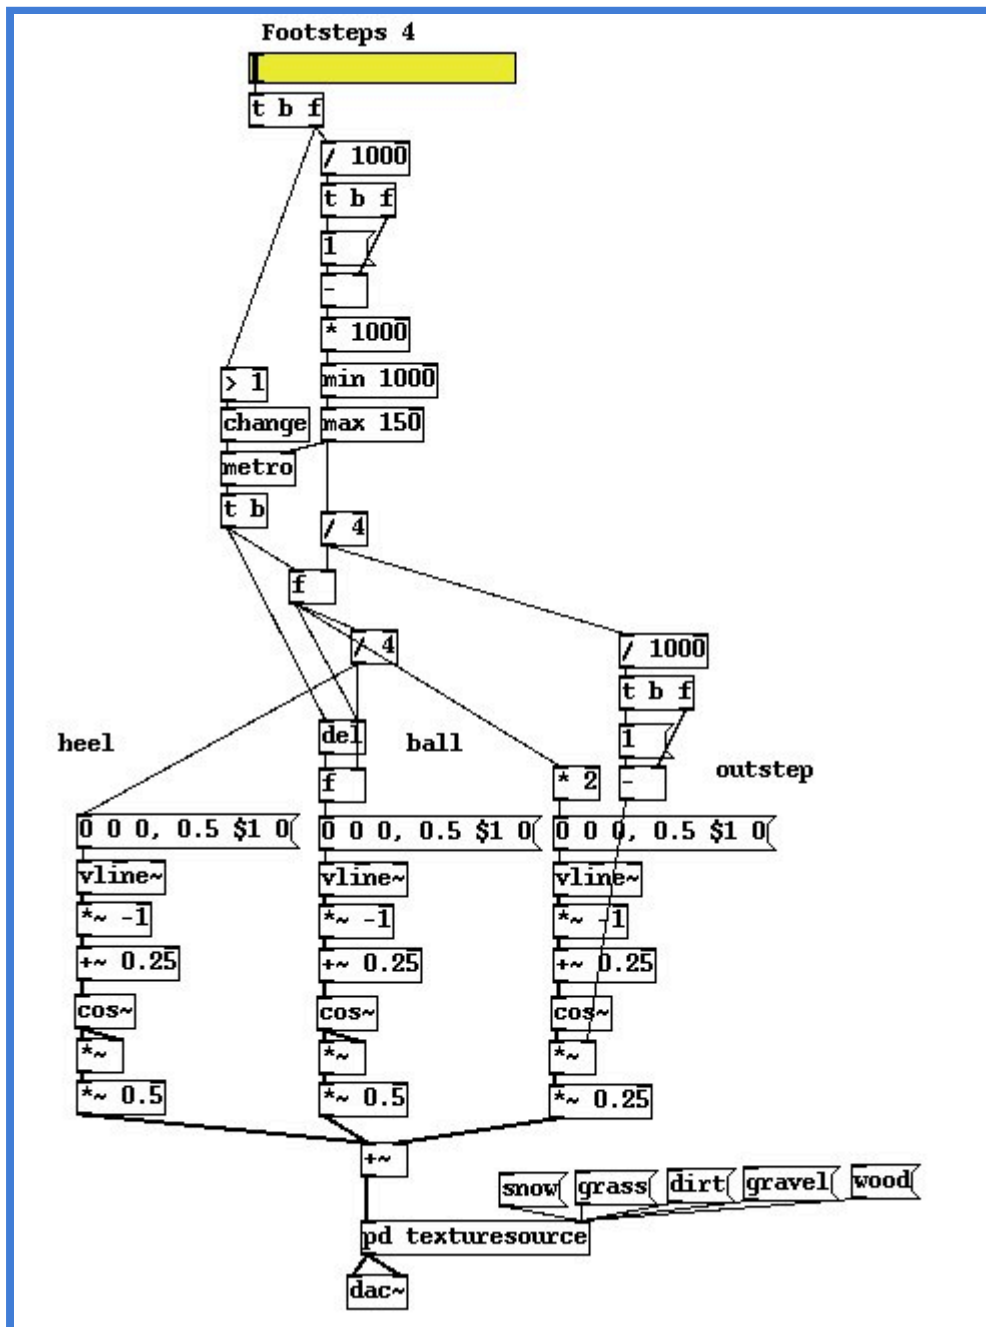 Footsteps 4
t b f
/ 1000
t b f
1
-
* 1000
> 1
min 1000
change
max 150
metro
t b
/ 4
f
/ 4
/ 1000
t b f
heel
del
ball
1
f
* 2
-
outstep
0 0 0, 0.5 $1 0
0 0 0, 0.5 $1 0
0 0 0, 0.5 $1 0
vline~
vline~
vline~
*~ -1
*~ -1
*~ -1
+~ 0.25
+~ 0.25
+~ 0.25
cos~
cos~
cos~
*~
*~
*~
*~ 0.5
*~ 0.5
*~ 0.25
+~
snow
grass
dirt
gravel
wood
pd texturesource
dac~